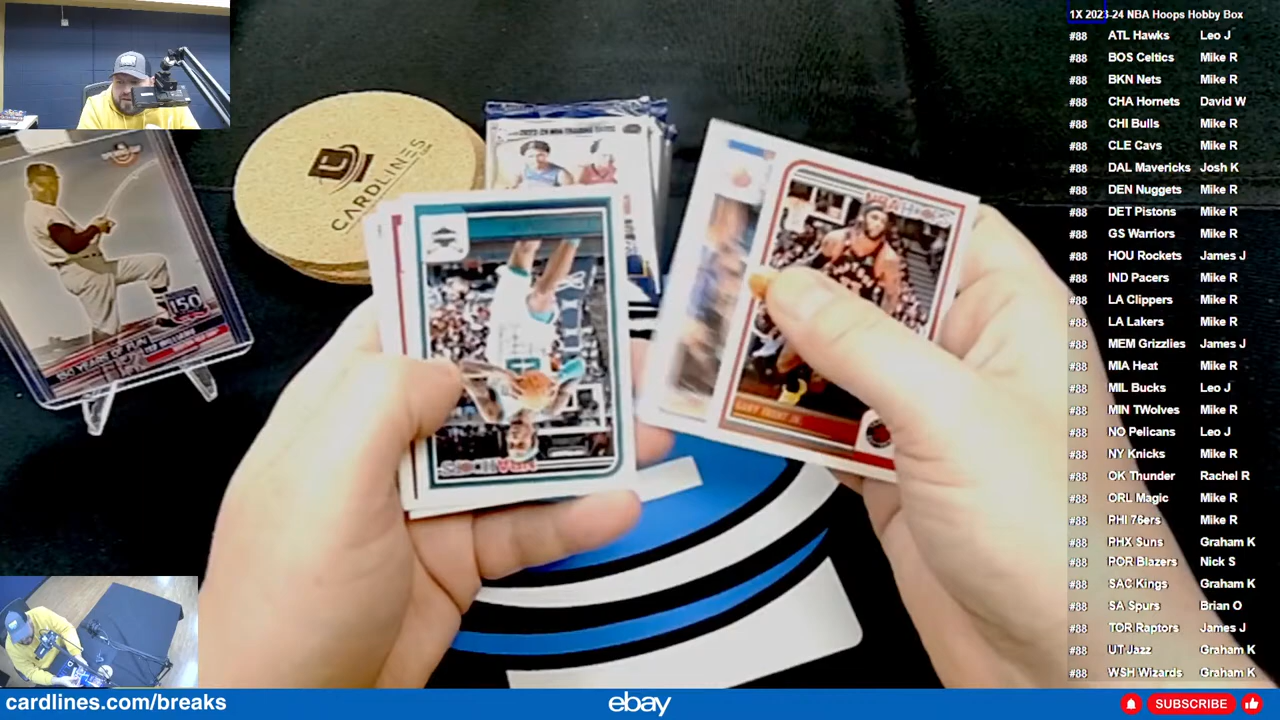 1X 2023-24 NBA Hoops Hobby Box
#88 ATL Hawks Leo J
#88 BOS Celtics Mike R
#88 BKN Nets Mike R
#88 CHA Hornets David W
#88 CHI Bulls Mike R
#88 CLE Cavs Mike R
#88 DAL Mavericks Josh K
#88 DEN Nuggets Mike R
#88 DET Pistons Mike R
#88 GS Warriors Mike R
#88 HOU Rockets James J
#88 IND Pacers Mike R
#88 LA Clippers Mike R
#88 LA Lakers Mike R
#88 MEM Grizzlies James J
#88 MIA Heat Mike R
#88 MIL Bucks Leo J
#88 MIN TWolves Mike R
#88 NO Pelicans Leo J
#88 NY Knicks Mike R
#88 OK Thunder Rachel R
#88 ORL Magic Mike R
#88 PHI 76ers Mike R
#88 PHX Suns Graham K
#88 POR Blazers Nick S
#88 SAC Kings Graham K
#88 SA Spurs Brian O
#88 TOR Raptors James J
#88 UT Jazz Graham K
#88 WSH Wizards Graham K
CARDLINES
150
NBA HOOPS
GARY TRENT JR.
NBA HOOPS
cardlines.com/breaks
ebay
SUBSCRIBE